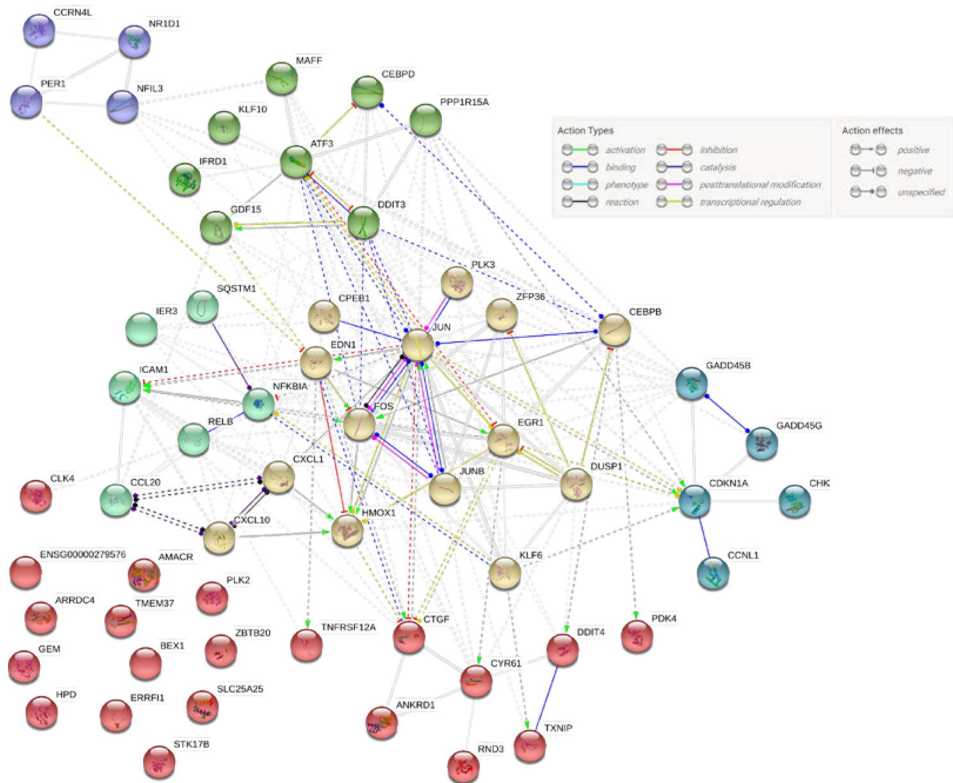 CCRN4L
NR1D1
PER1
NFIL3
MAFF
CEBPD
PPP1R15A
KLF10
ATF3
IFRD1
GDF15
DDIT3
Action Types
activation
inhibition
binding
catalysis
phenotype
posttranslational modification
reaction
transcriptional regulation
Action effects
positive
negative
unspecified
PLK3
SQSTM1
CPEB1
ZFP36
CEBPB
IER3
JUN
EDN1
ICAM1
NFKBIA
GADD45B
FOS
RELB
EGR1
GADD45G
CXCL1
JUNB
DUSP1
CLK4
CCL20
CDKN1A
CHK
CXCL10
HMOX1
ENSG00000279576
AMACR
KLF6
CCNL1
PLK2
ARRDC4
TMEM37
TNFRSF12A
CTGF
DDIT4
PDK4
ZBTB20
GEM
BEX1
CYR61
SLC25A25
HPD
ERRFI1
ANKRD1
TXNIP
RND3
STK17B